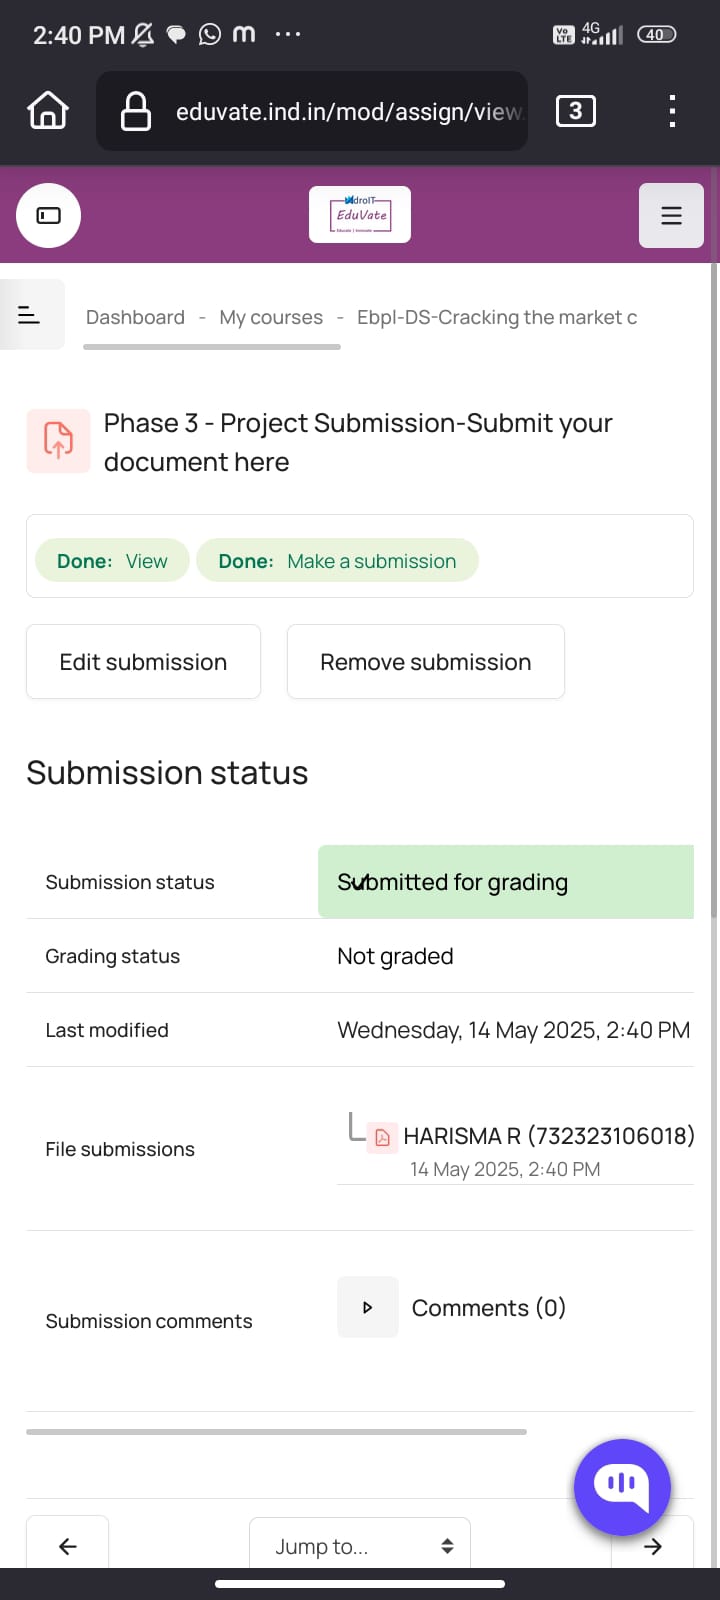 2:40 PM
Vo LTE 4G 40
eduvate.ind.in/mod/assign/view
3
EduVate
Dashboard - My courses - Ebpl-DS-Cracking the market c
Phase 3 - Project Submission-Submit your
document here
Done: View Done: Make a submission
Edit submission Remove submission
Submission status
Submission status Submitted for grading
Grading status Not graded
Last modified Wednesday, 14 May 2025, 2:40 PM
File submissions HARISMA R (732323106018)
14 May 2025, 2:40 PM
Submission comments Comments (0)
Jump to...